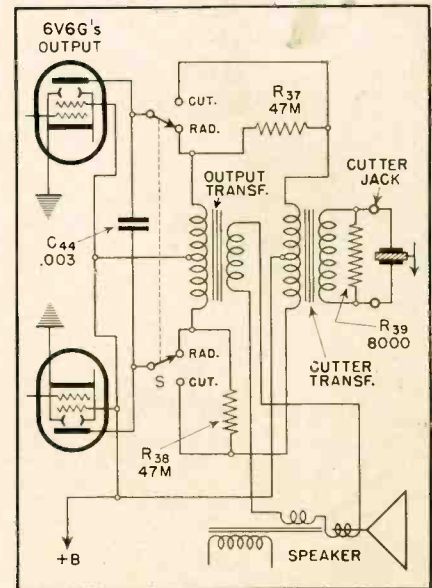 6V6G's
OUTPUT
CUT.
R37
47M
RAD.
OUTPUT
TRANSF.
CUTTER
JACK
C44
.003
RAD.
S
CUT.
R39
8000
CUTTER
TRANSF.
R38
47M
+B
SPEAKER